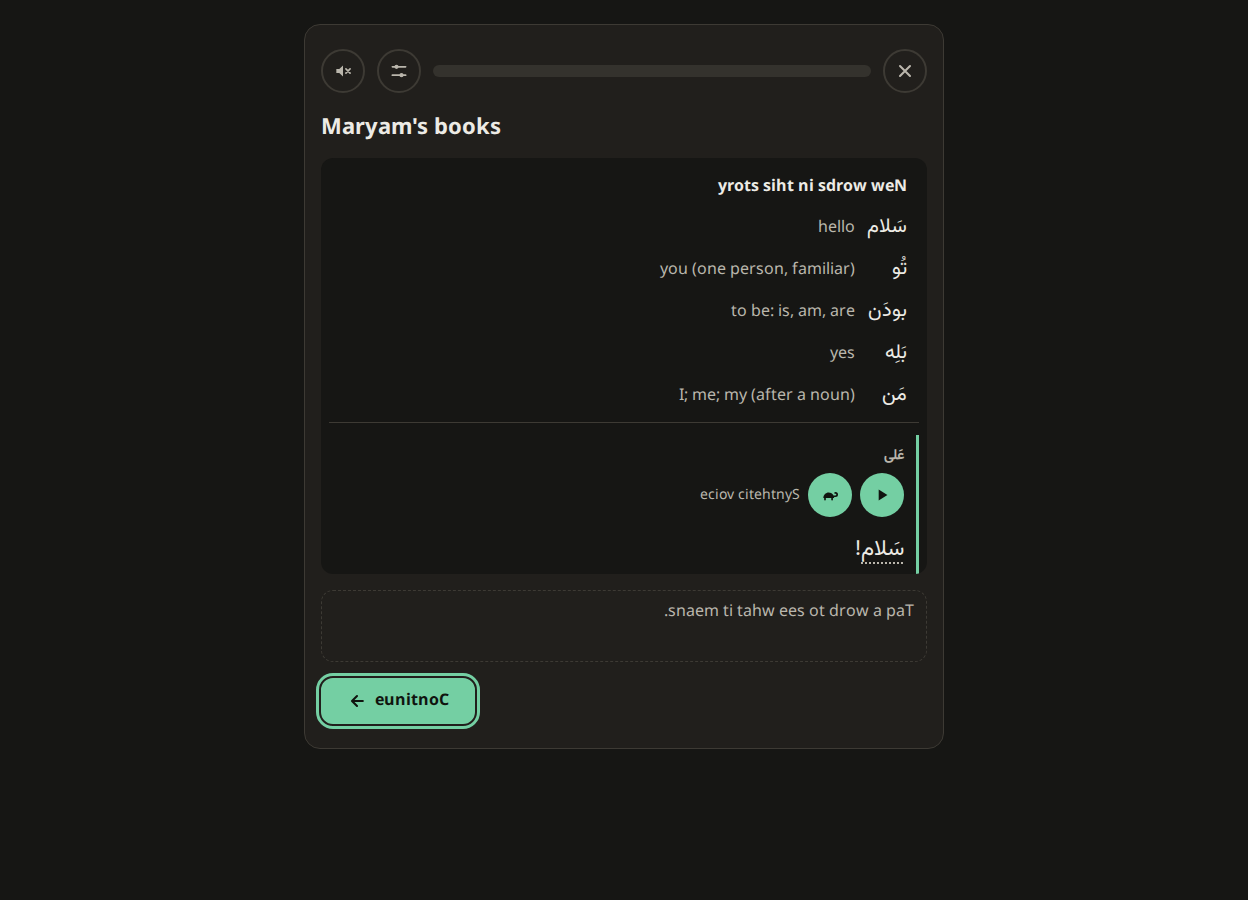 Maryam's books
yrots siht ni sdrow weN
سَلام hello
تُو you (one person, familiar)
بودَن to be: is, am, are
بَلِه yes
مَن I; me; my (after a noun)
عَلی
eciov citehtnyS
سَلام!
.snaem ti tahw ees ot drow a paT
eunitnoC